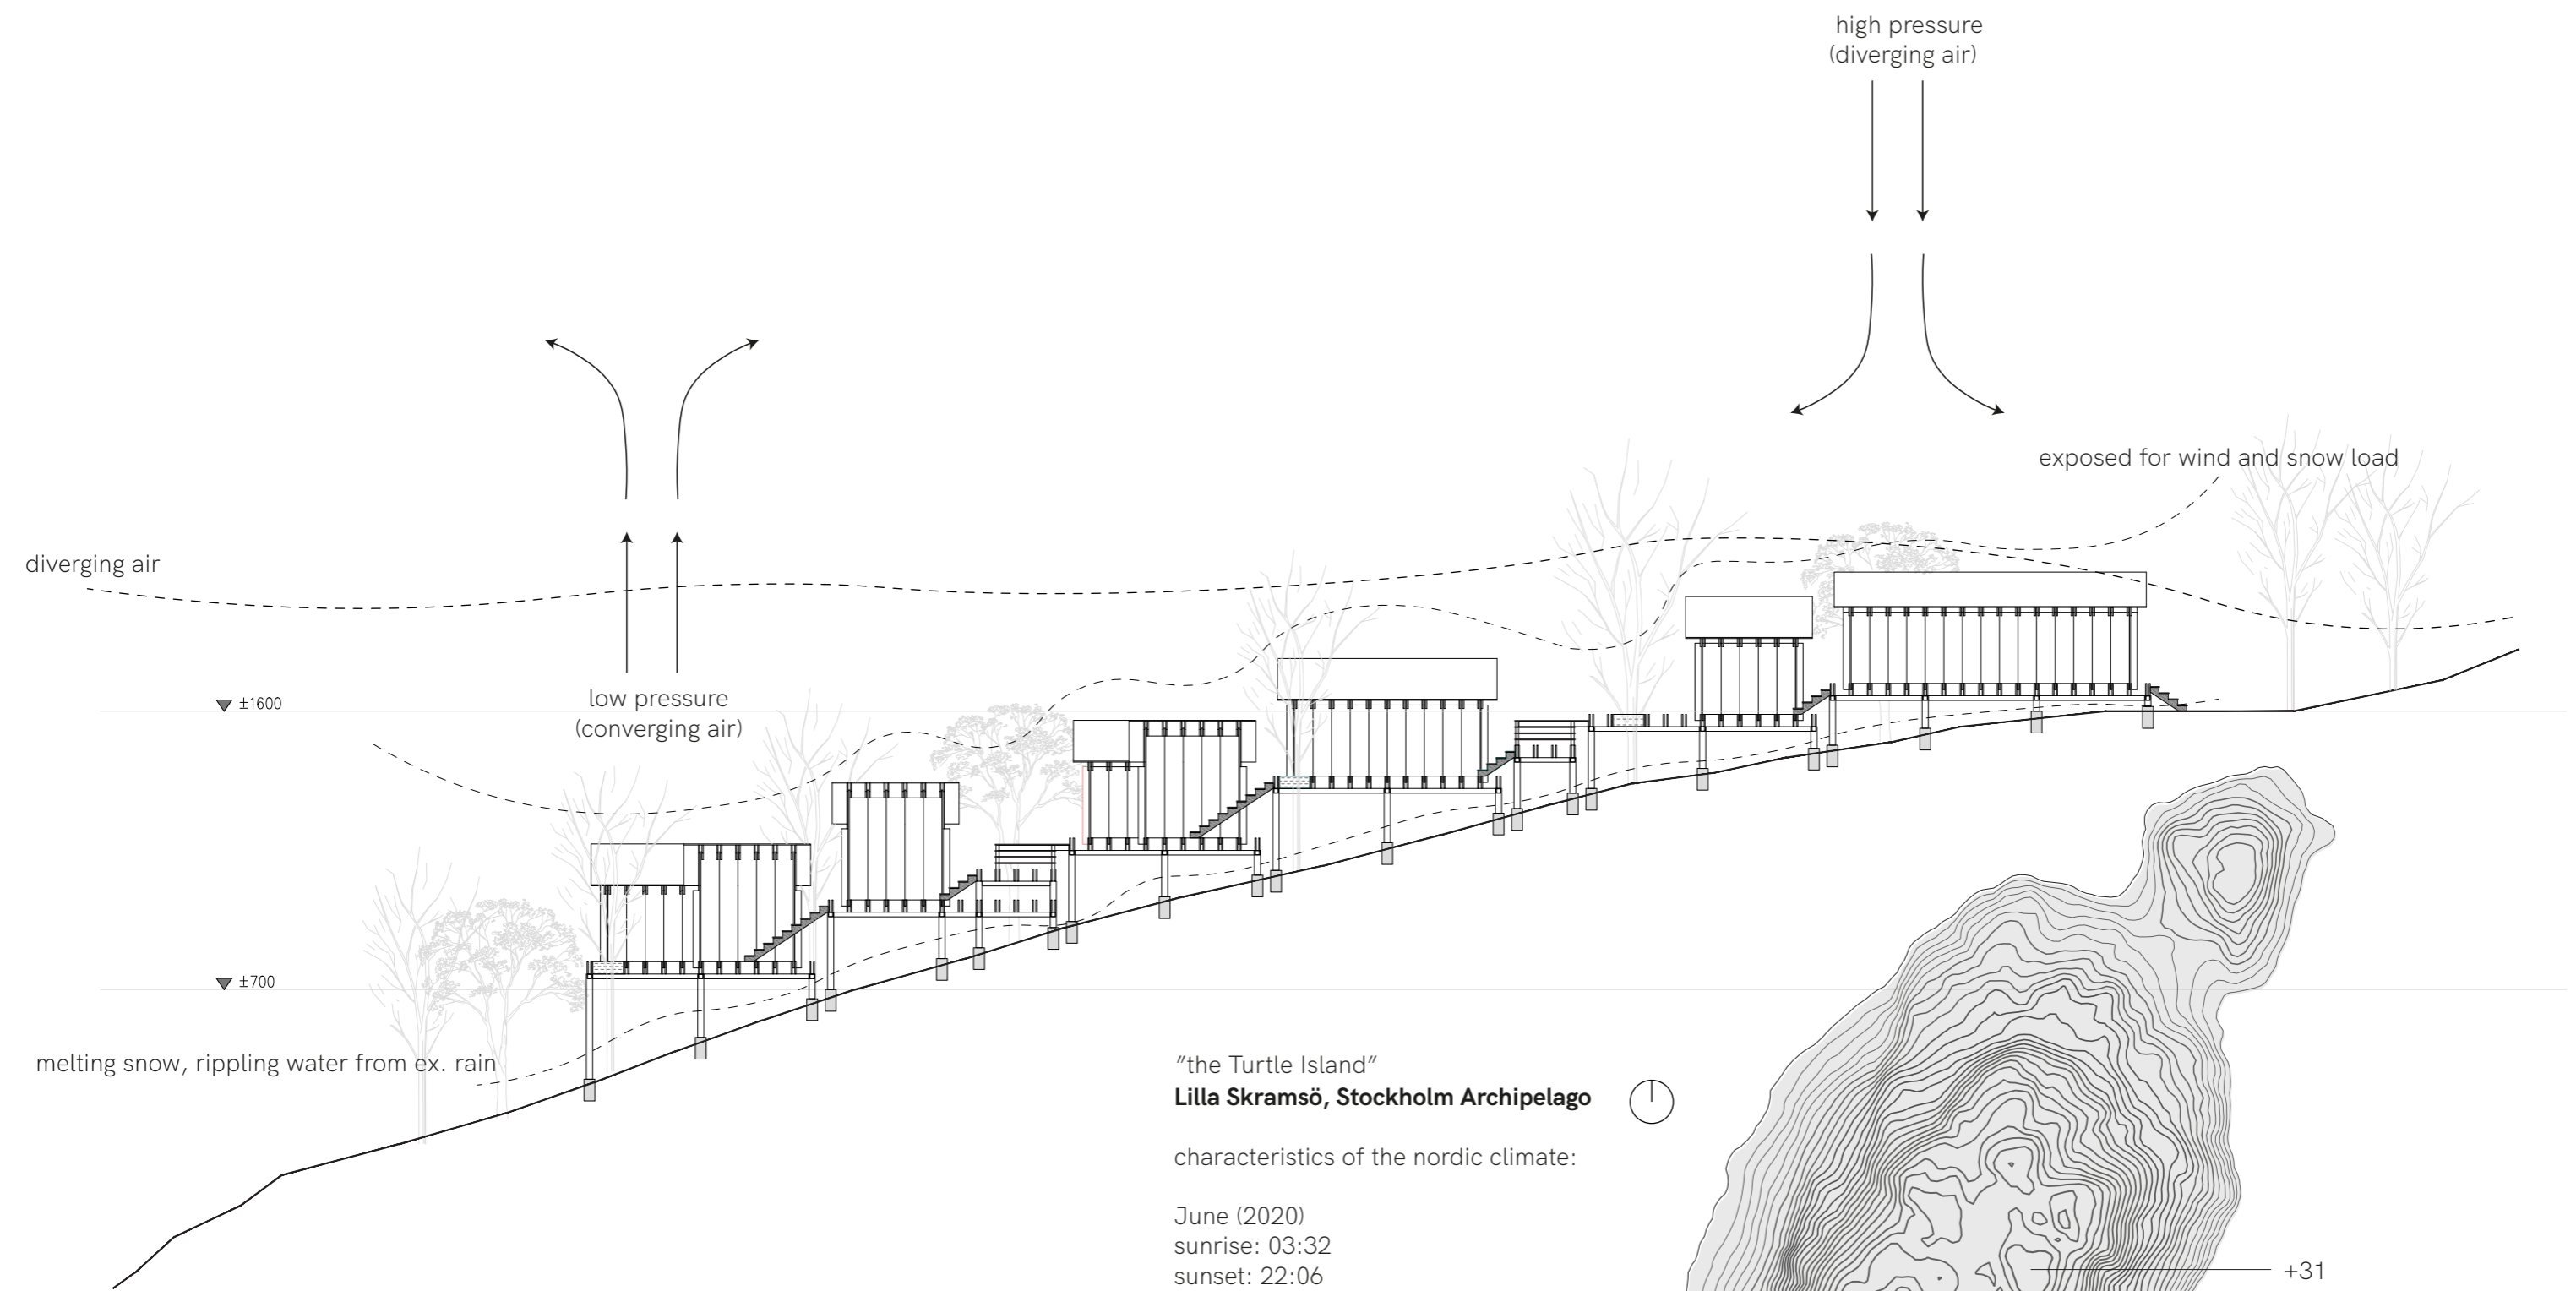 high pressure
(diverging air)
exposed for wind and snow load
diverging air
low pressure
(converging air)
±1600
±700
melting snow, rippling water from ex. rain
"the Turtle Island"
Lilla Skramsö, Stockholm Archipelago
characteristics of the nordic climate:
June (2020)
sunrise: 03:32
sunset: 22:06
+31